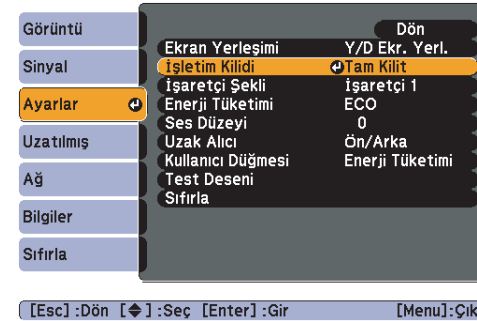 Görüntü
Sinyal
Ayarlar
Uzatılmış
Ağ
Bilgiler
Sıfırla
Dön
Ekran Yerleşimi Y/D Ekr. Yerl.
İşletim Kilidi Tam Kilit
İşaretçi Şekli İşaretçi 1
Enerji Tüketimi ECO
Ses Düzeyi 0
Uzak Alıcı Ön/Arka
Kullanıcı Düğmesi Enerji Tüketimi
Test Deseni
Sıfırla
[Esc] :Dön [◆] :Seç [Enter] :Gir [Menu]:Çık